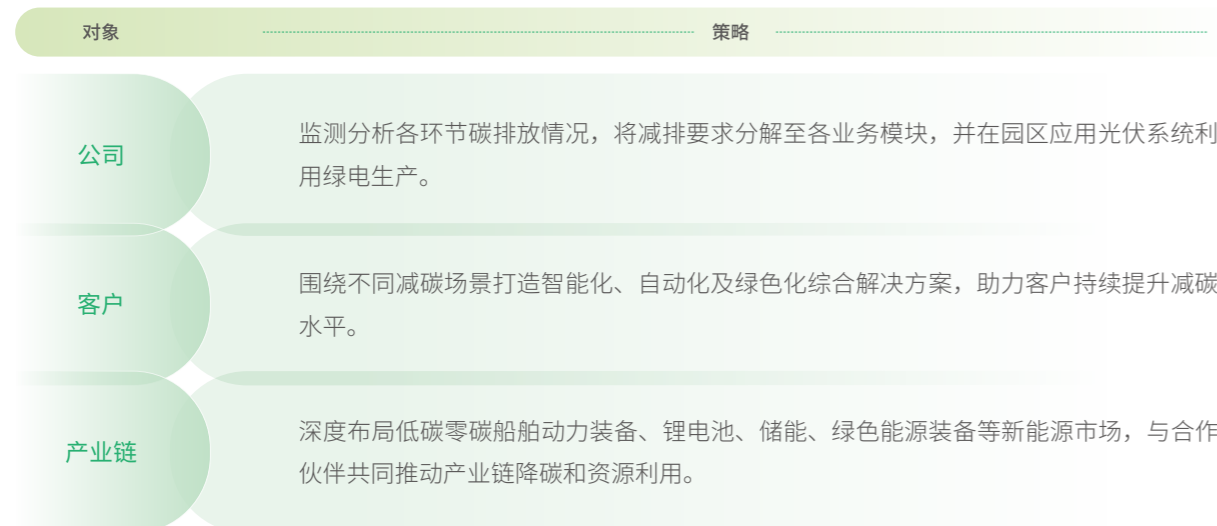 对象 策略
公司
监测分析各环节碳排放情况，将减排要求分解至各业务模块，并在园区应用光伏系统利
用绿电生产。
客户
围绕不同减碳场景打造智能化、自动化及绿色化综合解决方案，助力客户持续提升减碳
水平。
产业链
深度布局低碳零碳船舶动力装备、锂电池、储能、绿色能源装备等新能源市场，与合作
伙伴共同推动产业链降碳和资源利用。